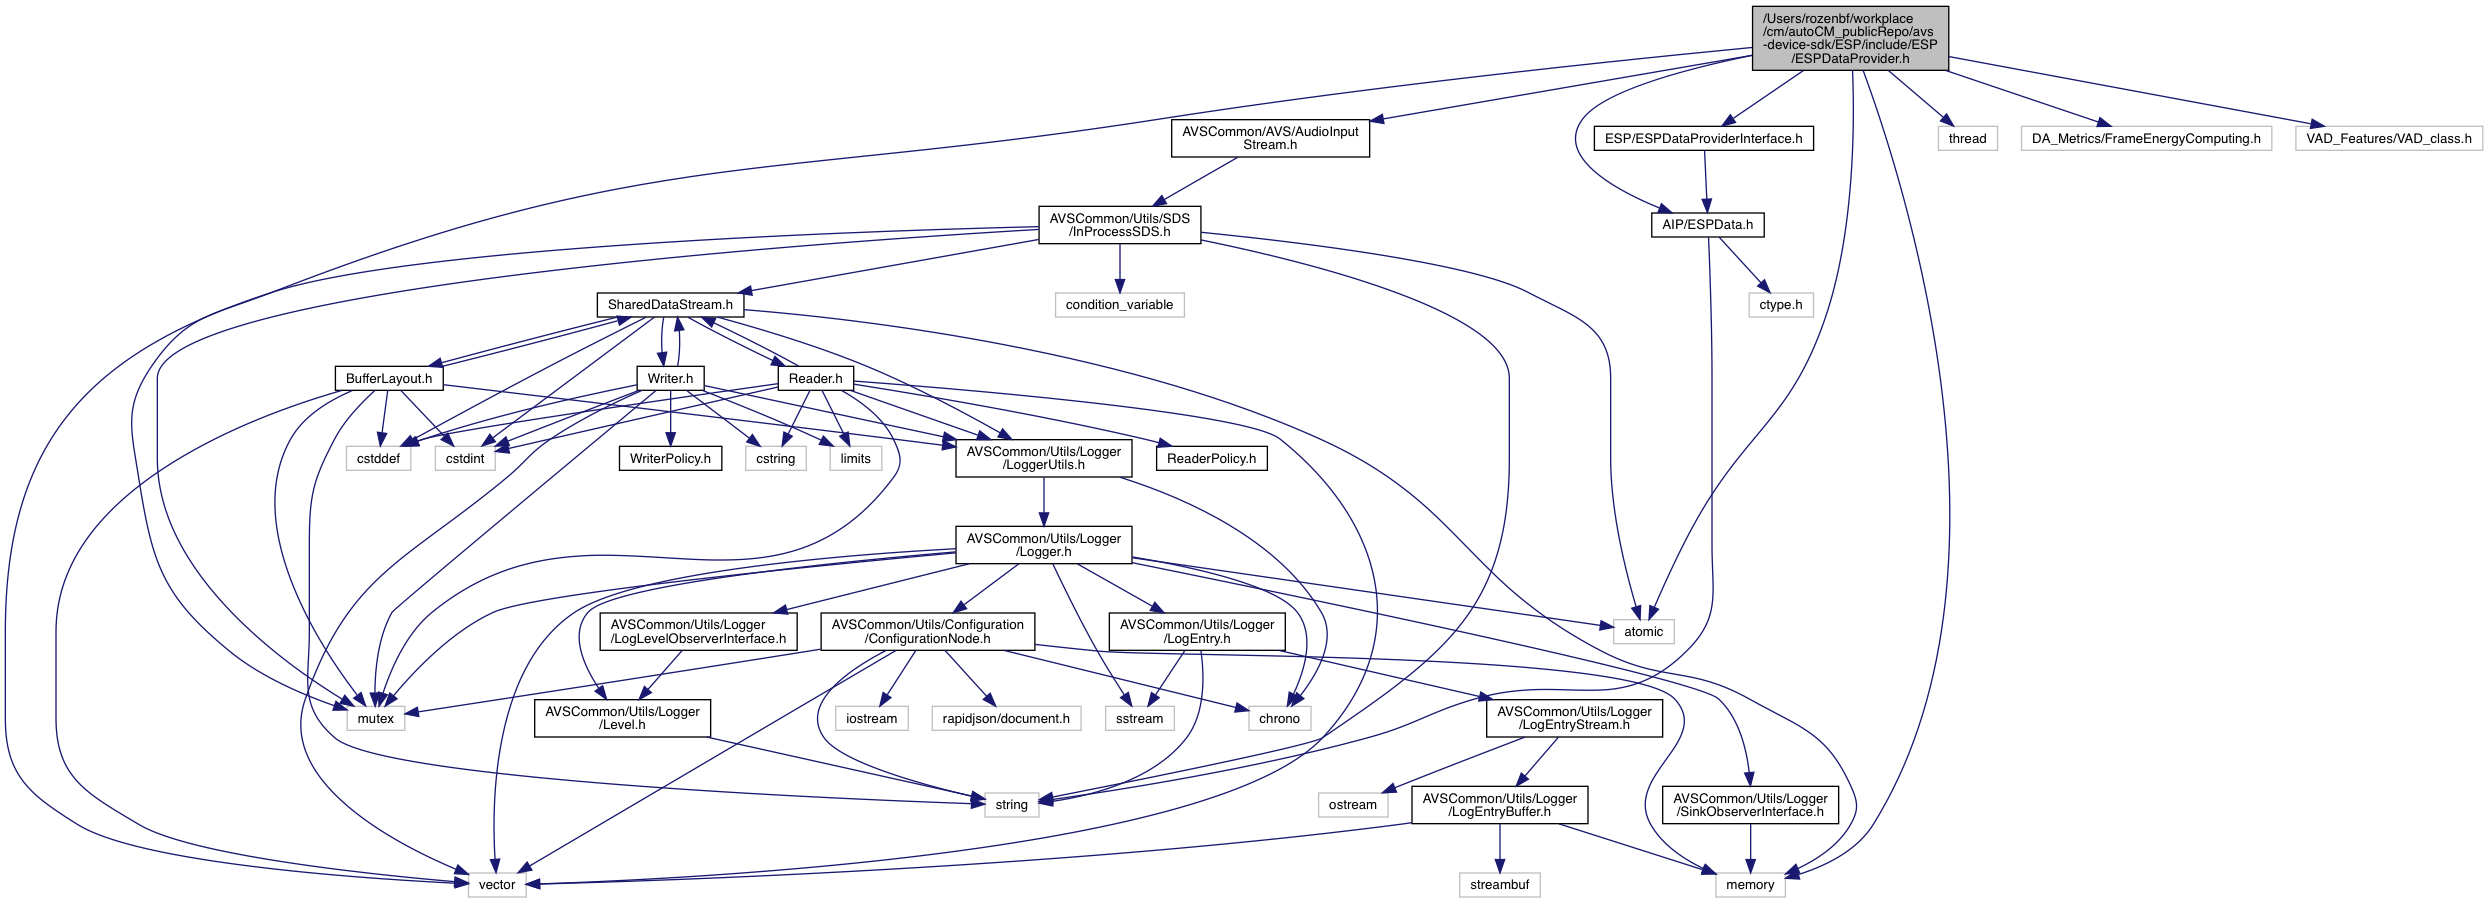 /Users/rozenbf/workplace
/cm/autoCM_publicRepo/avs
-device-sdk/ESP/include/ESP
/ESPDataProvider.h
AVSCommon/AVS/AudioInput
Stream.h
ESP/ESPDataProviderInterface.h
thread
DA_Metrics/FrameEnergyComputing.h
VAD_Features/VAD_class.h
AVSCommon/Utils/SDS
/InProcessSDS.h
AIP/ESPData.h
SharedDataStream.h
condition_variable
ctype.h
BufferLayout.h
Writer.h
Reader.h
cstddef
cstdint
WriterPolicy.h
cstring
limits
AVSCommon/Utils/Logger
/LoggerUtils.h
ReaderPolicy.h
AVSCommon/Utils/Logger
/Logger.h
AVSCommon/Utils/Logger
/LogLevelObserverInterface.h
AVSCommon/Utils/Configuration
/ConfigurationNode.h
AVSCommon/Utils/Logger
/LogEntry.h
atomic
mutex
AVSCommon/Utils/Logger
/Level.h
iostream
rapidjson/document.h
sstream
chrono
AVSCommon/Utils/Logger
/LogEntryStream.h
string
ostream
AVSCommon/Utils/Logger
/LogEntryBuffer.h
AVSCommon/Utils/Logger
/SinkObserverInterface.h
vector
streambuf
memory